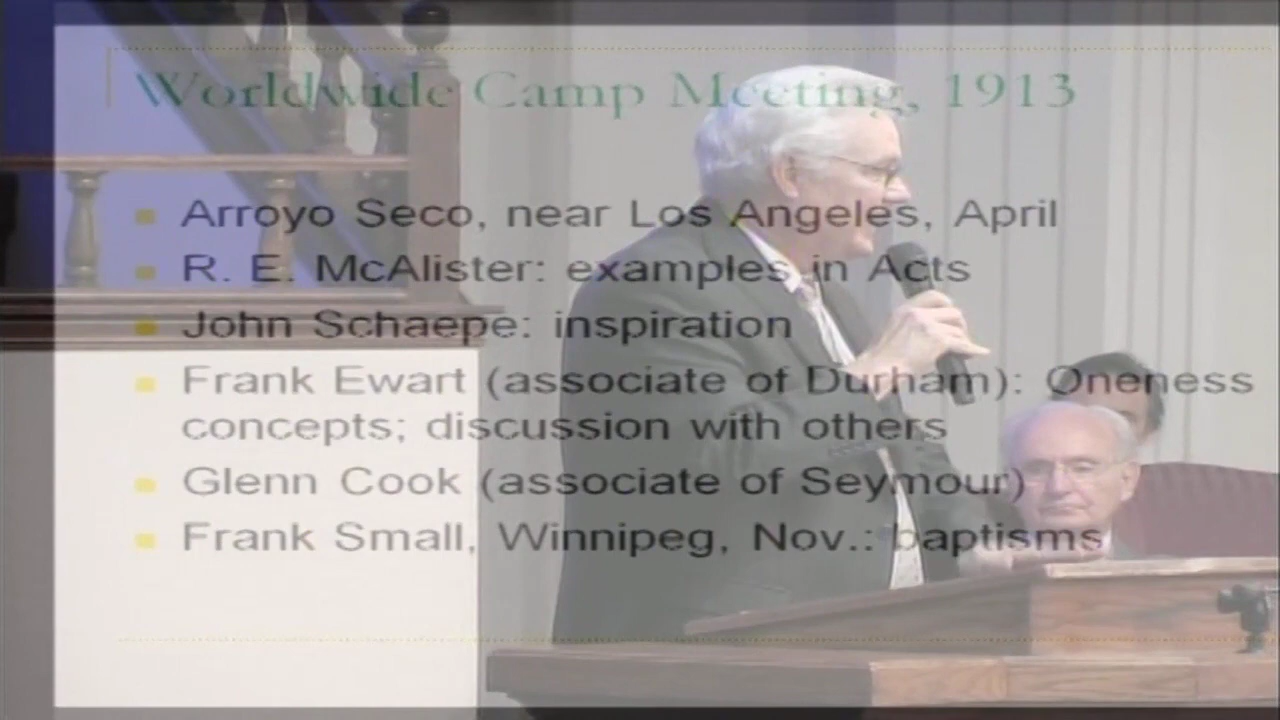 Worldwide Camp Meeting, 1913
Arroyo Seco, near Los Angeles, April
R. E. McAlister: examples in Acts
John Schaepe: inspiration
Frank Ewart (associate of Durham): Oneness
concepts; discussion with others
Glenn Cook (associate of Seymour)
Frank Small, Winnipeg, Nov.: baptisms